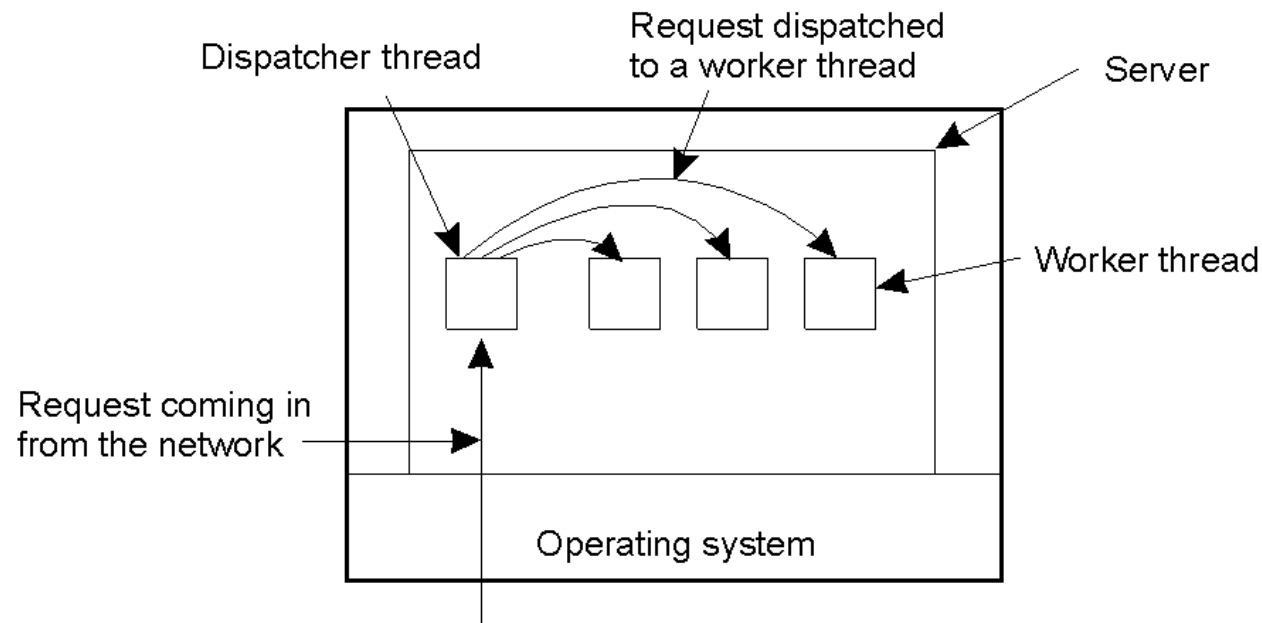 Request dispatched
to a worker thread
Dispatcher thread
Server
Worker thread
Request coming in
from the network
Operating system